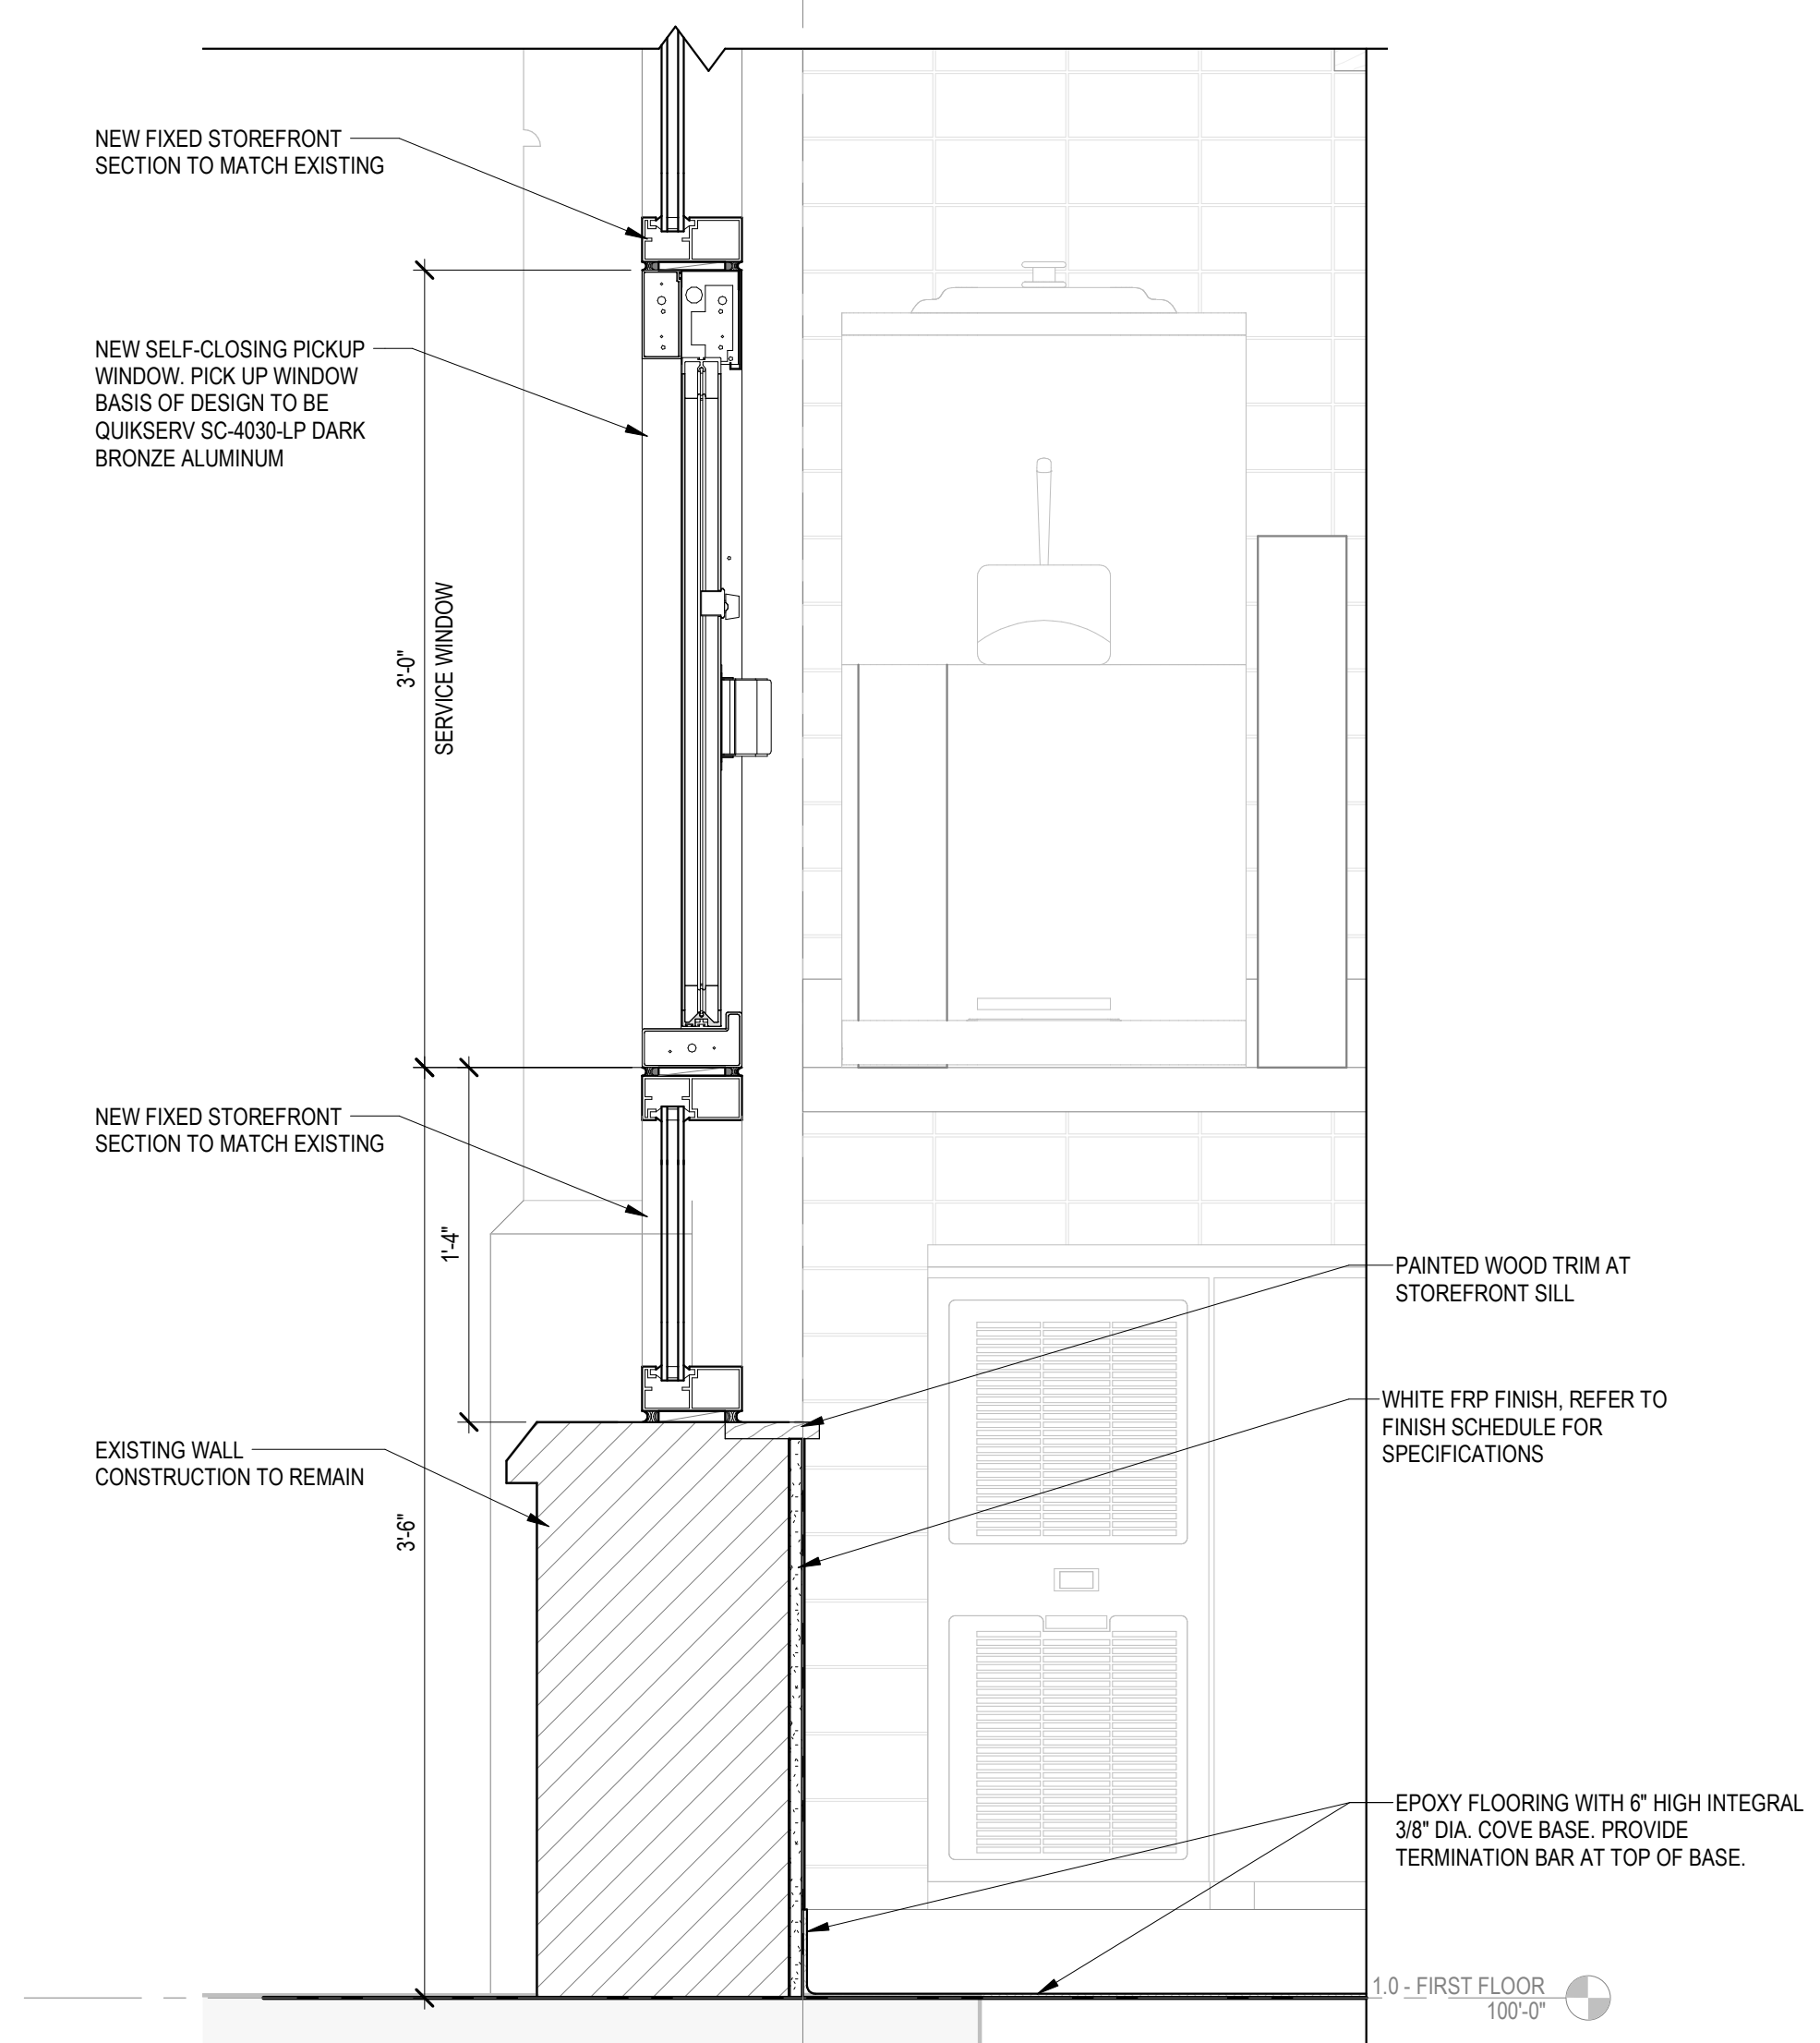 NEW FIXED STOREFRONT
SECTION TO MATCH EXISTING
NEW SELF-CLOSING PICKUP
WINDOW. PICK UP WINDOW
BASIS OF DESIGN TO BE
QUIKSERV SC-4030-LP DARK
BRONZE ALUMINUM
3'-0"
SERVICE WINDOW
NEW FIXED STOREFRONT
SECTION TO MATCH EXISTING
1'-4"
PAINTED WOOD TRIM AT
STOREFRONT SILL
WHITE FRP FINISH, REFER TO
FINISH SCHEDULE FOR
SPECIFICATIONS
EXISTING WALL
CONSTRUCTION TO REMAIN
3'-6"
EPOXY FLOORING WITH 6" HIGH INTEGRAL
3/8" DIA. COVE BASE. PROVIDE
TERMINATION BAR AT TOP OF BASE.
1.0 - FIRST FLOOR
100'-0"